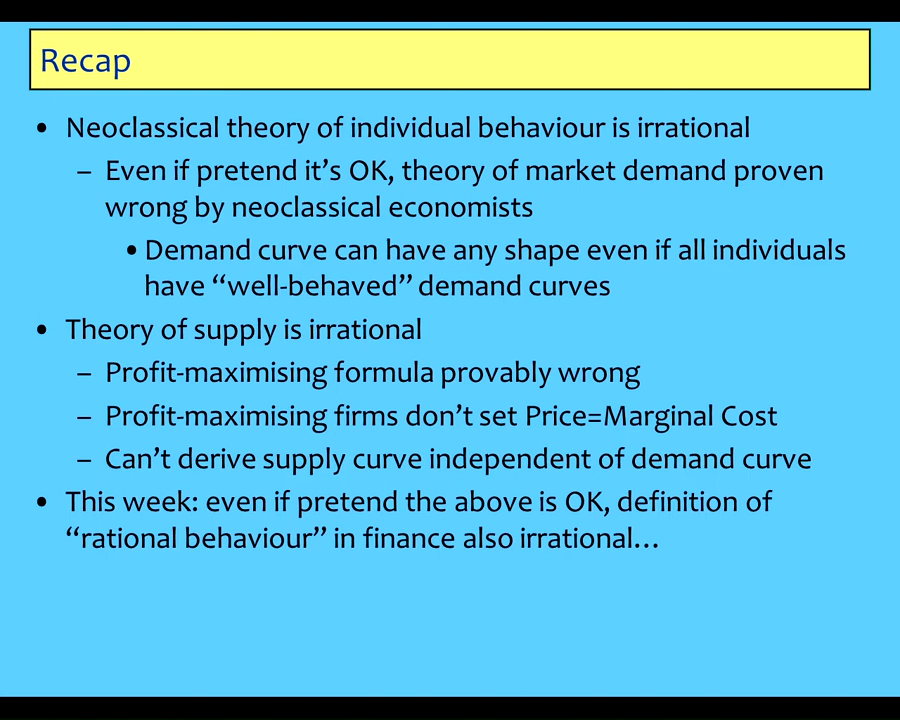 Recap
• Neoclassical theory of individual behaviour is irrational
– Even if pretend it’s OK, theory of market demand proven
wrong by neoclassical economists
• Demand curve can have any shape even if all individuals
have “well-behaved” demand curves
• Theory of supply is irrational
– Profit-maximising formula provably wrong
– Profit-maximising firms don’t set Price=Marginal Cost
– Can’t derive supply curve independent of demand curve
• This week: even if pretend the above is OK, definition of
“rational behaviour” in finance also irrational…